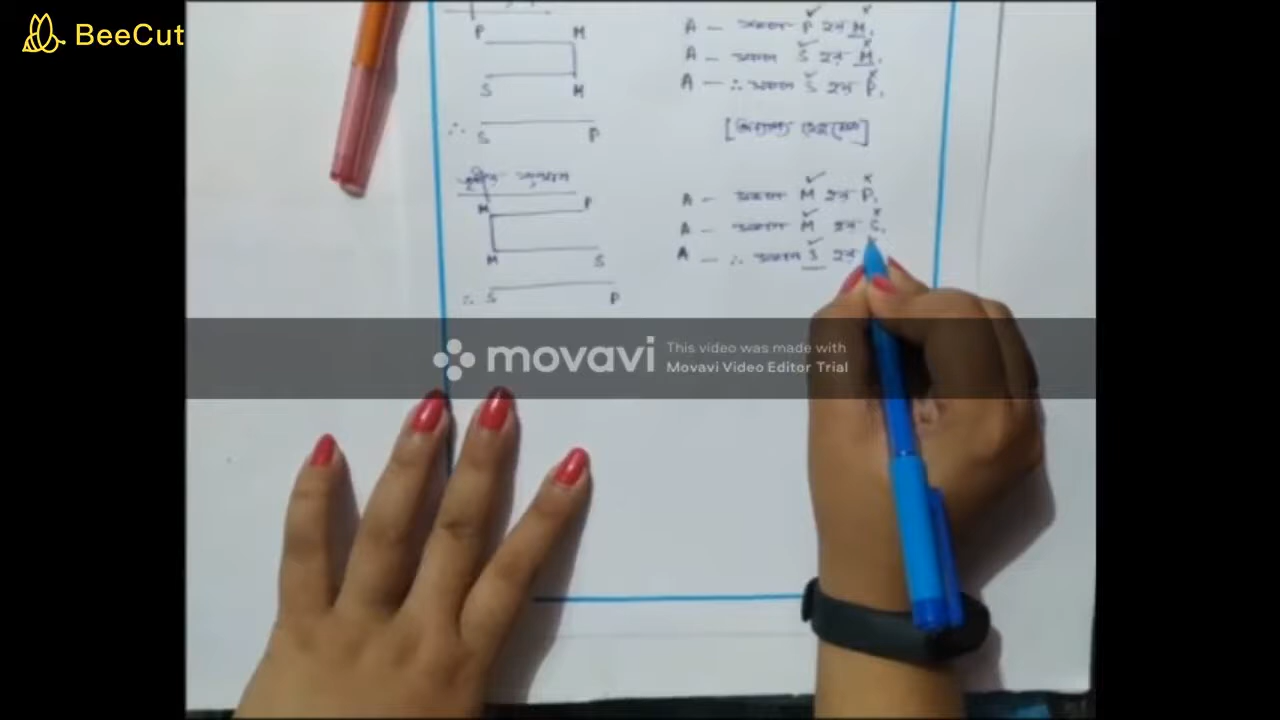 BeeCut
P M A – সকল P হয় M।
A – সকল S হয় M।
S M A – ∴ সকল S হয় P।
∴ S P
তৃতীয় সংস্থান
M P A – সকল M হয় P।
A – সকল M হয় S।
M S A – ∴ সকল S হয়
∴ S P
movavi This video was made with
Movavi Video Editor Trial